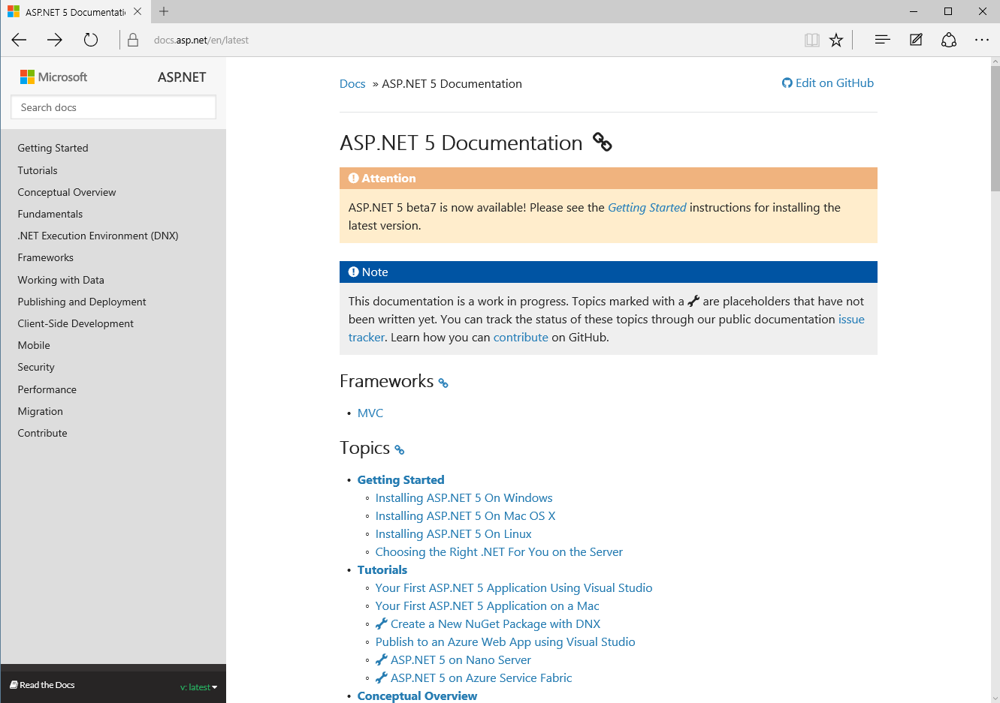 ASP.NET 5 Documentati
docs.asp.net/en/latest
Microsoft
ASP.NET
Search docs
Getting Started
Tutorials
Conceptual Overview
Fundamentals
.NET Execution Environment (DNX)
Frameworks
Working with Data
Publishing and Deployment
Client-Side Development
Mobile
Security
Performance
Migration
Contribute
Read the Docs
v: latest
Docs » ASP.NET 5 Documentation
Edit on GitHub
ASP.NET 5 Documentation
Attention
ASP.NET 5 beta7 is now available! Please see the Getting Started instructions for installing the
latest version.
Note
This documentation is a work in progress. Topics marked with a are placeholders that have not
been written yet. You can track the status of these topics through our public documentation issue
tracker. Learn how you can contribute on GitHub.
Frameworks
• MVC
Topics
• Getting Started
◦ Installing ASP.NET 5 On Windows
◦ Installing ASP.NET 5 On Mac OS X
◦ Installing ASP.NET 5 On Linux
◦ Choosing the Right .NET For You on the Server
• Tutorials
◦ Your First ASP.NET 5 Application Using Visual Studio
◦ Your First ASP.NET 5 Application on a Mac
◦ Create a New NuGet Package with DNX
◦ Publish to an Azure Web App using Visual Studio
◦ ASP.NET 5 on Nano Server
◦ ASP.NET 5 on Azure Service Fabric
• Conceptual Overview